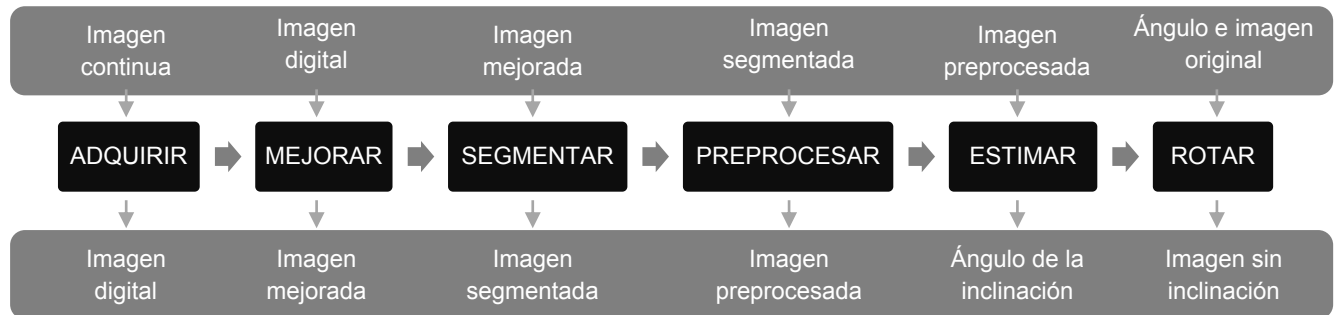 Imagen
continua
Imagen
digital
Imagen
mejorada
Imagen
segmentada
Imagen
preprocesada
Ángulo e imagen
original
ADQUIRIR
MEJORAR
SEGMENTAR
PREPROCESAR
ESTIMAR
ROTAR
Imagen
digital
Imagen
mejorada
Imagen
segmentada
Imagen
preprocesada
Ángulo de la
inclinación
Imagen sin
inclinación